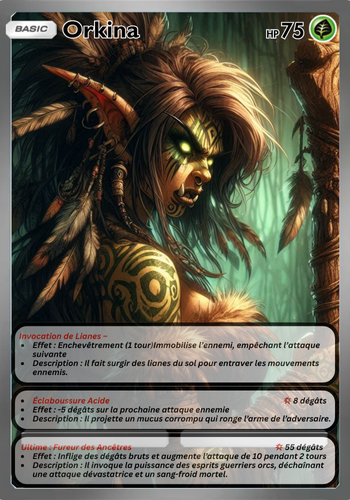 BASIC Orkina HP 75
Invocation de Lianes –
• Effet : Enchevêtrement (1 tour)Immobilise l'ennemi, empêchant l'attaque
suivante
• Description : Il fait surgir des lianes du sol pour entraver les mouvements
ennemis.
Éclaboussure Acide 8 dégâts
• Effet : -5 dégâts sur la prochaine attaque ennemie
• Description : Il projette un mucus corrompu qui ronge l'arme de l'adversaire.
Ultime : Fureur des Ancêtres 55 dégâts
• Effet : Inflige des dégâts bruts et augmente l'attaque de 10 pendant 2 tours
• Description : Il invoque la puissance des esprits guerriers orcs, déchaînant
une attaque dévastatrice et un sang-froid mortel.